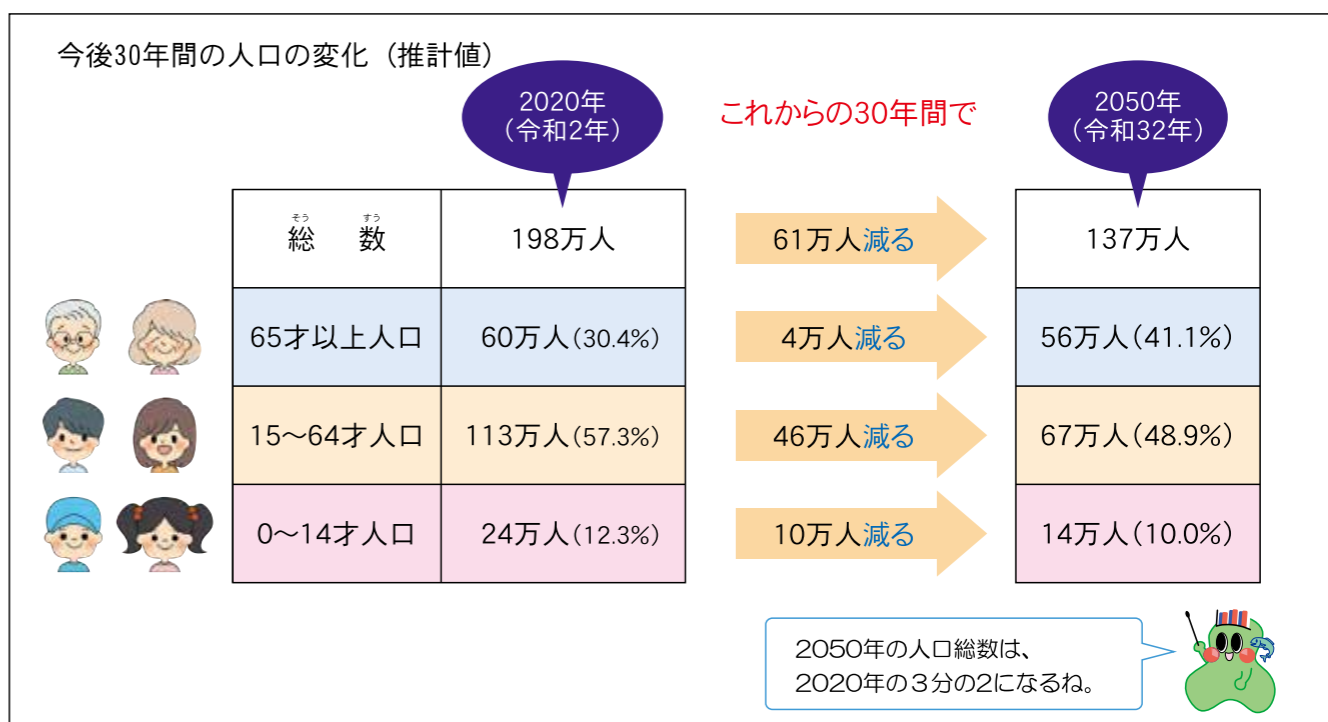 今後30年間の人口の変化（推計値）
2020年
（令和2年）
これからの30年間で
2050年
（令和32年）
そう すう
総 数
198万人
61万人減る
137万人
65才以上人口
60万人（30.4%）
4万人減る
56万人（41.1%）
15～64才人口
113万人（57.3%）
46万人減る
67万人（48.9%）
0～14才人口
24万人（12.3%）
10万人減る
14万人（10.0%）
2050年の人口総数は、
2020年の３分の2になるね。